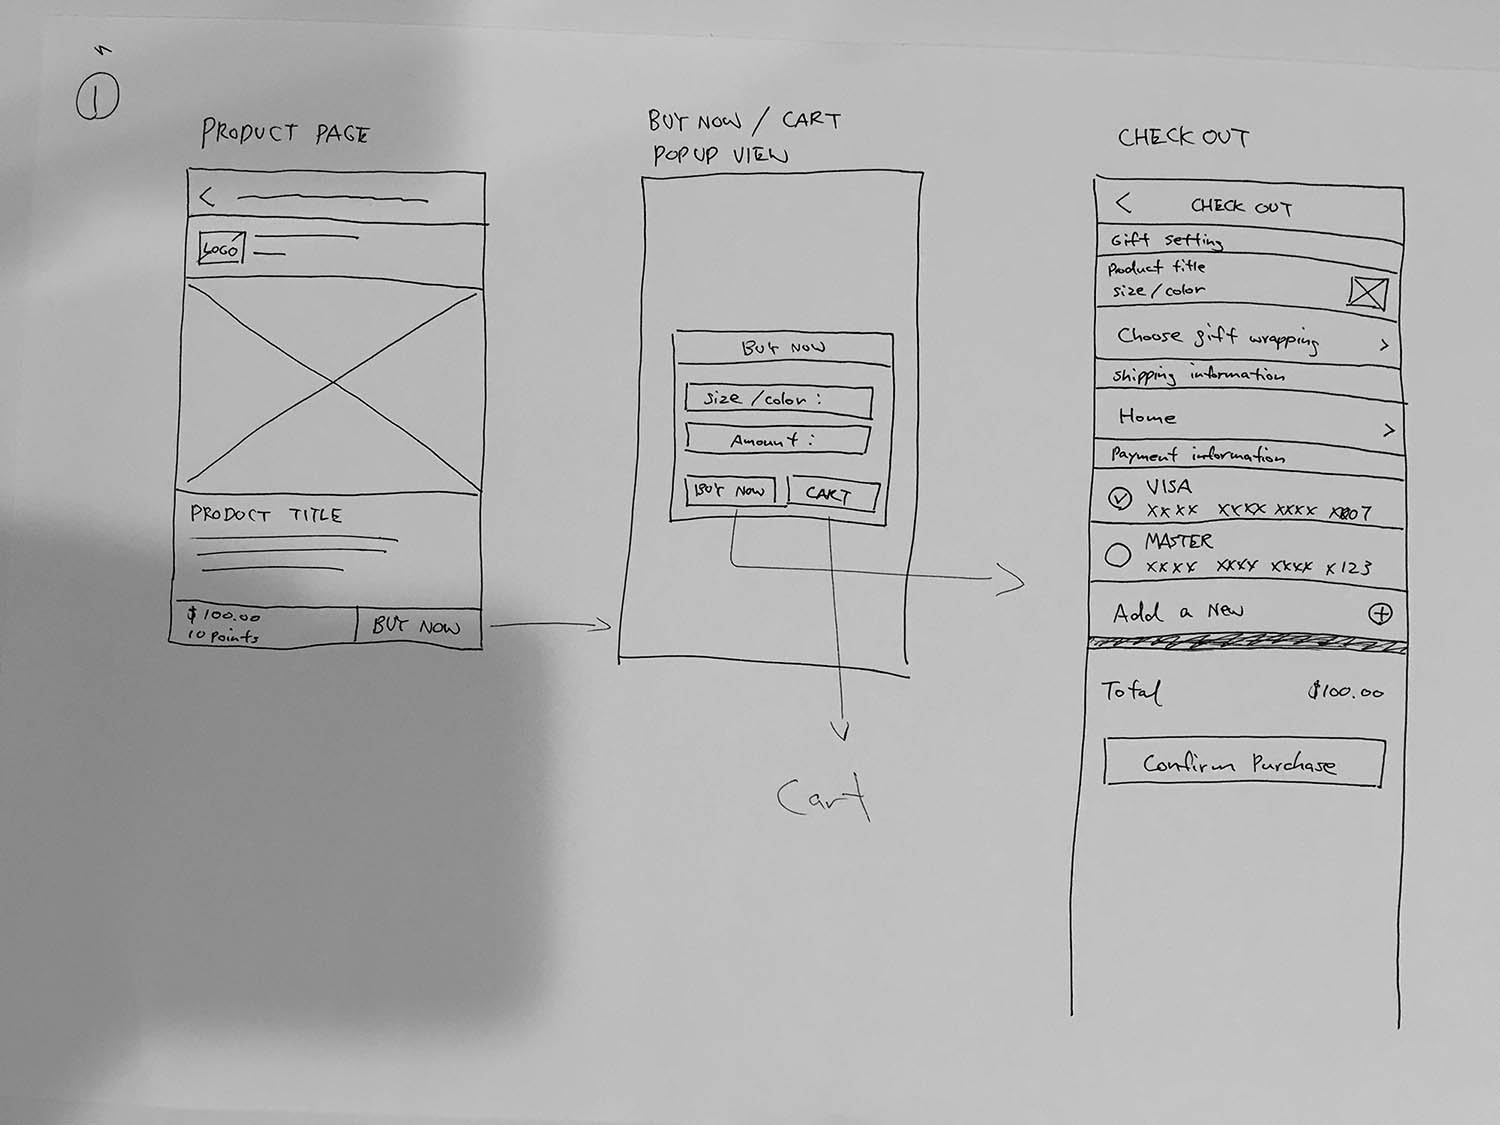 1
PRODUCT PAGE
<
LOGO
PRODUCT TITLE
$100.00
10 points
BUY NOW
BUY NOW / CART
POPUP VIEW
BUY NOW
Size / color :
Amount :
BUY NOW
CART
Cart
CHECK OUT
< CHECK OUT
Gift setting
Product title
size / color
Choose gift wrapping >
Shipping information
Home >
Payment information
VISA
xxxx xxxx xxxx
MASTER
xxxx xxxx xxxx x123
Add a New +
Total $100.00
Confirm Purchase